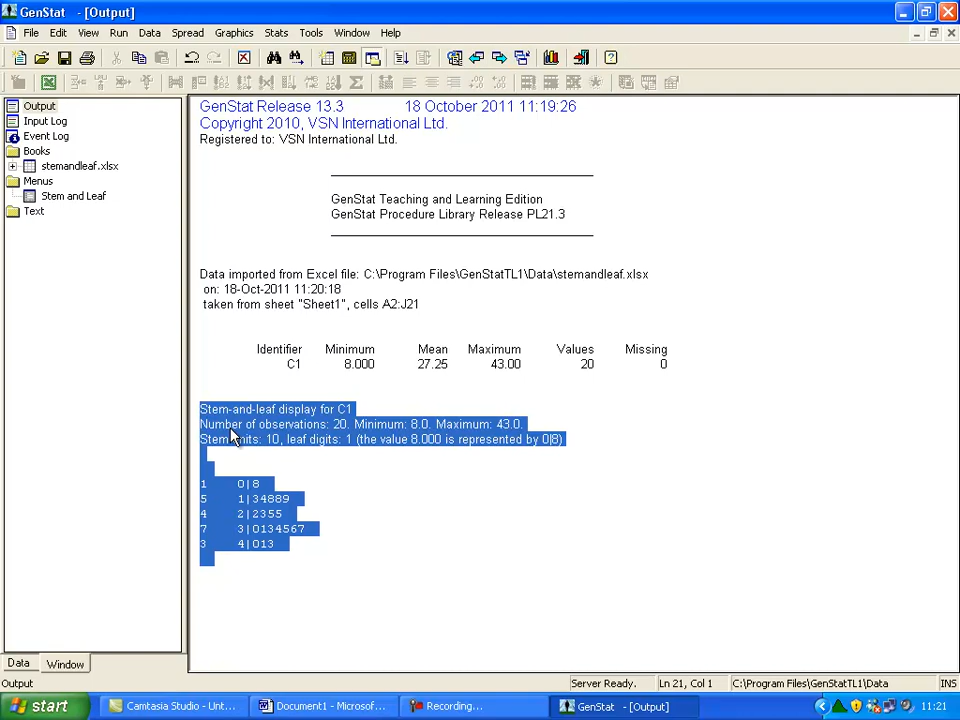 GenStat - [Output]
File Edit View Run Data Spread Graphics Stats Tools Window Help
Output
Input Log
Event Log
Books
stemandleaf.xlsx
Menus
Stem and Leaf
Text
GenStat Release 13.3 18 October 2011 11:19:26
Copyright 2010, VSN International Ltd.
Registered to: VSN International Ltd.
GenStat Teaching and Learning Edition
GenStat Procedure Library Release PL21.3
Data imported from Excel file: C:\Program Files\GenStatTL1\Data\stemandleaf.xlsx
on: 18-Oct-2011 11:20:18
taken from sheet "Sheet1", cells A2:J21
Identifier Minimum Mean Maximum Values Missing
C1 8.000 27.25 43.00 20 0
Stem-and-leaf display for C1
Number of observations: 20. Minimum: 8.0. Maximum: 43.0.
Stem units: 10, leaf digits: 1 (the value 8.000 is represented by 0|8)
1 0|8
5 1|34889
4 2|2355
7 3|0134567
3 4|013
Data Window
Output Server Ready. Ln 21, Col 1 C:\Program Files\GenStatTL1\Data INS
start Camtasia Studio - Unt... Document1 - Microsof... Recording... GenStat - [Output] 11:21